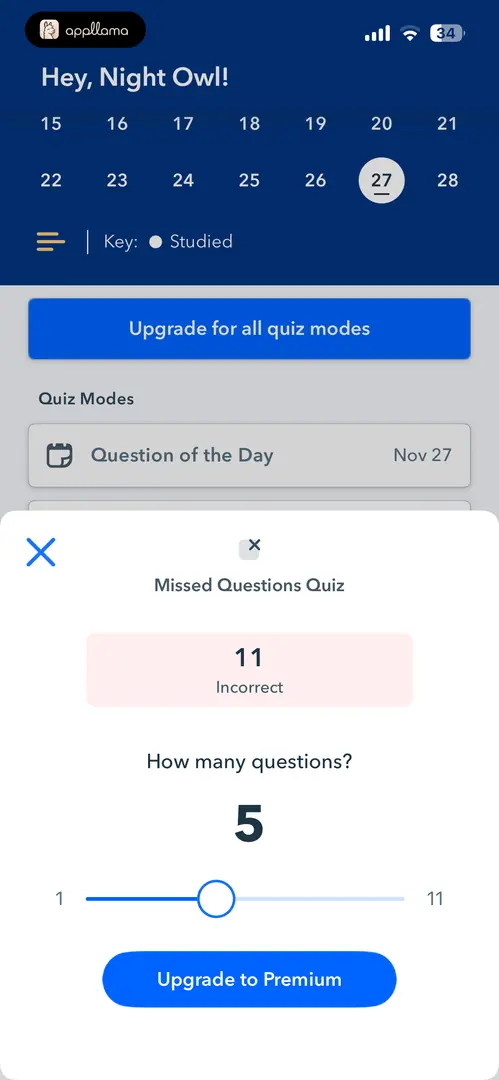 appllama
34
Hey, Night Owl!
15 16 17 18 19 20 21
22 23 24 25 26 27 28
Key: Studied
Upgrade for all quiz modes
Quiz Modes
Question of the Day Nov 27
Missed Questions Quiz
11
Incorrect
How many questions?
5
1 11
Upgrade to Premium